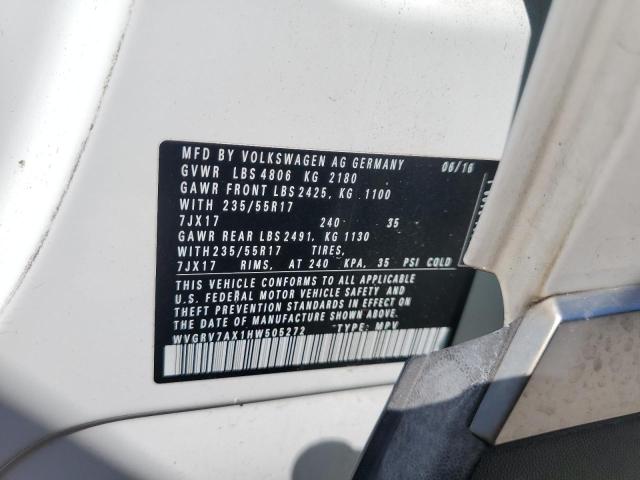 MFD BY VOLKSWAGEN AG GERMANY 06/16
GVWR LBS 4806 KG 2180
GAWR FRONT LBS 2425, KG 1100
WITH 235/55R17
7JX17 240 35
GAWR REAR LBS 2491, KG 1130
WITH 235/55R17 TIRES,
7JX17 RIMS, AT 240 KPA, 35 PSI COLD
THIS VEHICLE CONFORMS TO ALL APPLICABLE
U.S. FEDERAL MOTOR VEHICLE SAFETY AND
THEFT PREVENTION STANDARDS IN EFFECT ON
THE DATE OF MANUFACTURE SHOWN ABOVE.
WVGRV7AX1HW505272 TYPE: MPV